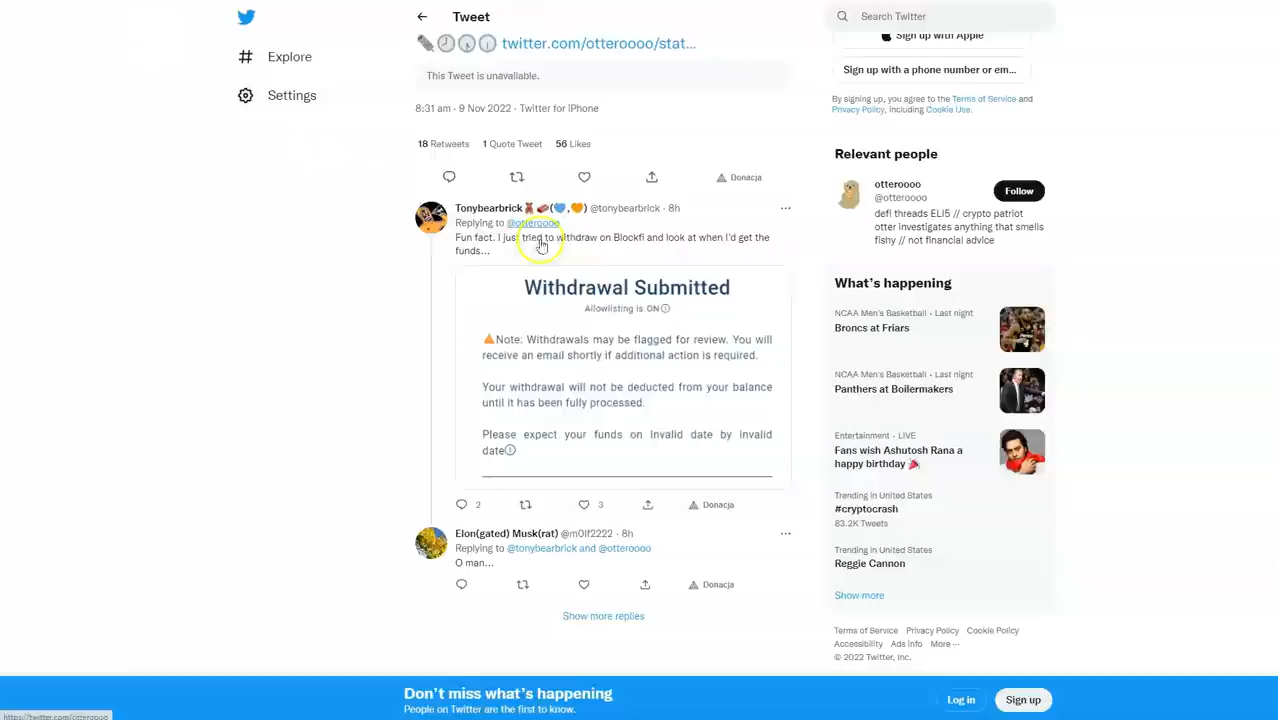 Tweet
Search Twitter
Explore
Settings
twitter.com/otteroooo/stat...
This Tweet is unavailable.
8:31 am · 9 Nov 2022 · Twitter for iPhone
18 Retweets 1 Quote Tweet 56 Likes
Donacja
Tonybearbrick🧸🛷(💙,🧡) @tonybearbrick · 8h
Replying to @otteroooo
Fun fact. I just tried to withdraw on Blockfi and look at when I'd get the
funds...
Withdrawal Submitted
Allowlisting is ON
Note: Withdrawals may be flagged for review. You will
receive an email shortly if additional action is required.
Your withdrawal will not be deducted from your balance
until it has been fully processed.
Please expect your funds on Invalid date by Invalid
date
2 3 Donacja
Elon(gated) Musk(rat) @m0lf2222 · 8h
Replying to @tonybearbrick and @otteroooo
O man...
Donacja
Show more replies
Sign up with Apple
Sign up with a phone number or em...
By signing up, you agree to the Terms of Service and
Privacy Policy, including Cookie Use.
Relevant people
otteroooo
@otteroooo
Follow
defi threads ELI5 // crypto patriot
otter investigates anything that smells
fishy // not financial advice
What's happening
NCAA Men's Basketball · Last night
Broncs at Friars
NCAA Men's Basketball · Last night
Panthers at Boilermakers
Entertainment · LIVE
Fans wish Ashutosh Rana a
happy birthday 🎉
Trending in United States
#cryptocrash
83.2K Tweets
Trending in United States
Reggie Cannon
Show more
Terms of Service Privacy Policy Cookie Policy
Accessibility Ads info More ···
© 2022 Twitter, Inc.
Don't miss what's happening
People on Twitter are the first to know.
Log in
Sign up
https://twitter.com/otteroooo